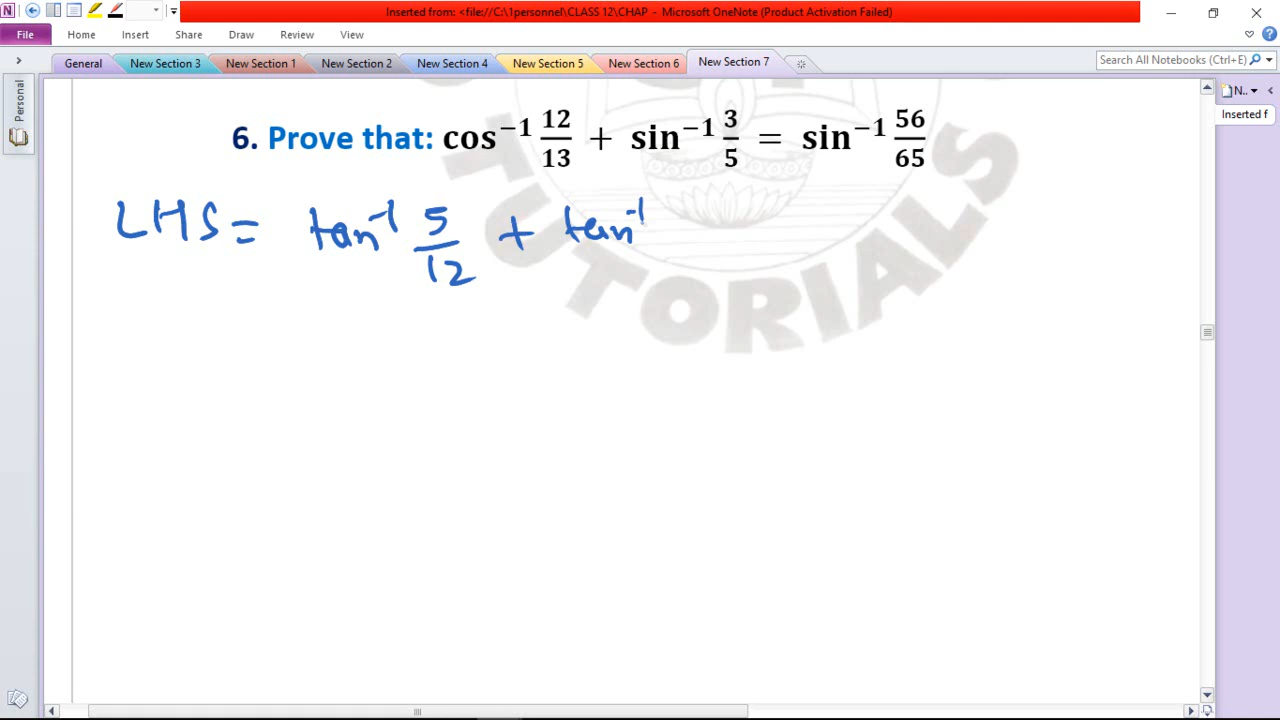 Inserted from: <file://C:\1personnel\CLASS 12\CHAP - Microsoft OneNote (Product Activation Failed)
File Home Insert Share Draw Review View
General New Section 3 New Section 1 New Section 2 New Section 4 New Section 5 New Section 6 New Section 7 Search All Notebooks (Ctrl+E)
Personal
N..
Inserted f
6. Prove that: cos⁻¹ 12/13 + sin⁻¹ 3/5 = sin⁻¹ 56/65
LHS = tan⁻¹ 5/12 + tan⁻¹
TUTORIALS